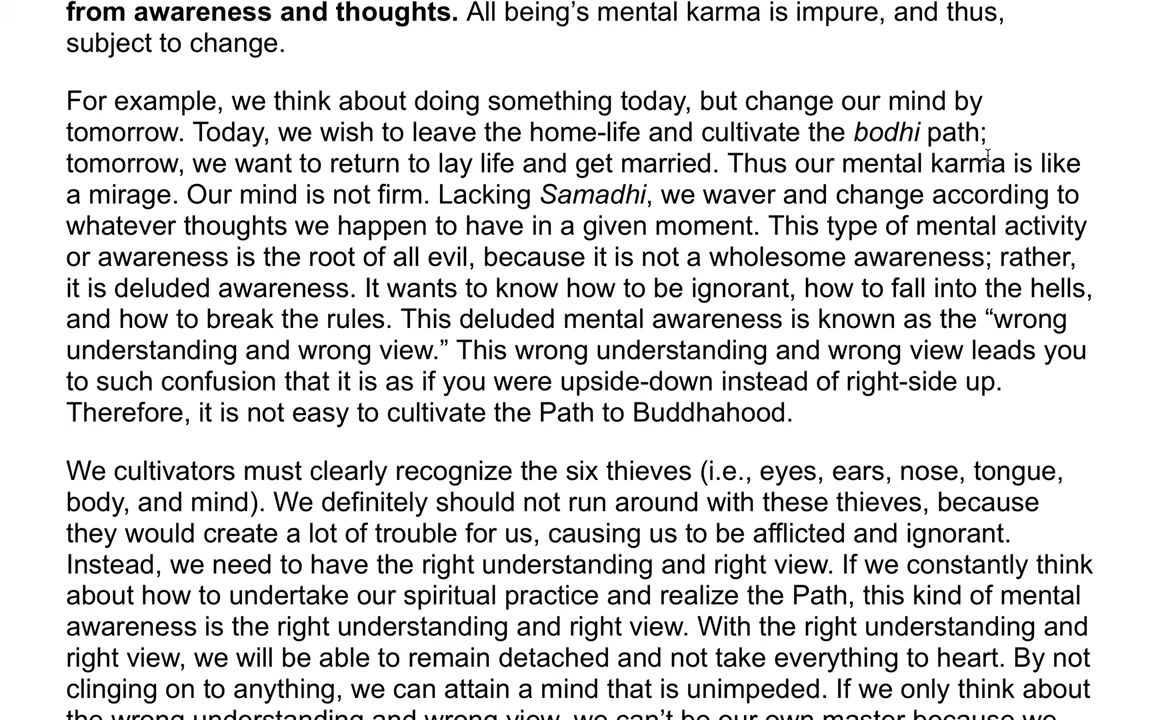 from awareness and thoughts. All being’s mental karma is impure, and thus,
subject to change.
For example, we think about doing something today, but change our mind by
tomorrow. Today, we wish to leave the home-life and cultivate the bodhi path;
tomorrow, we want to return to lay life and get married. Thus our mental karma is like
a mirage. Our mind is not firm. Lacking Samadhi, we waver and change according to
whatever thoughts we happen to have in a given moment. This type of mental activity
or awareness is the root of all evil, because it is not a wholesome awareness; rather,
it is deluded awareness. It wants to know how to be ignorant, how to fall into the hells,
and how to break the rules. This deluded mental awareness is known as the “wrong
understanding and wrong view.” This wrong understanding and wrong view leads you
to such confusion that it is as if you were upside-down instead of right-side up.
Therefore, it is not easy to cultivate the Path to Buddhahood.
We cultivators must clearly recognize the six thieves (i.e., eyes, ears, nose, tongue,
body, and mind). We definitely should not run around with these thieves, because
they would create a lot of trouble for us, causing us to be afflicted and ignorant.
Instead, we need to have the right understanding and right view. If we constantly think
about how to undertake our spiritual practice and realize the Path, this kind of mental
awareness is the right understanding and right view. With the right understanding and
right view, we will be able to remain detached and not take everything to heart. By not
clinging on to anything, we can attain a mind that is unimpeded. If we only think about
the wrong understanding and wrong view, we can’t be our own master because we